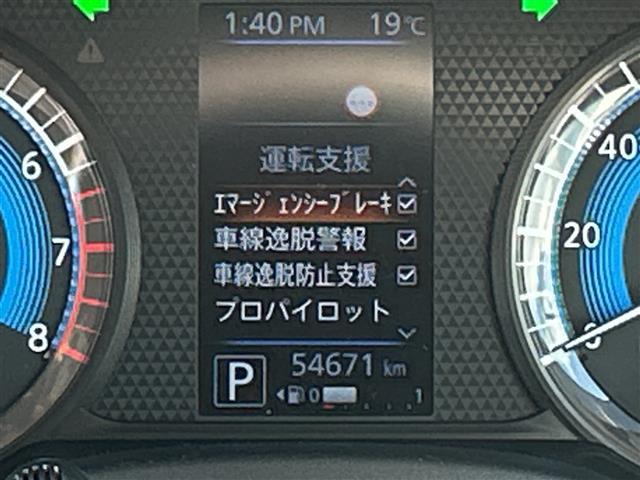 1:40 PM 19℃
運転支援
エマージェンシーブレーキ
車線逸脱警報
車線逸脱防止支援
プロパイロット
P 54671 km
0 1
6
7
8
40
20
0